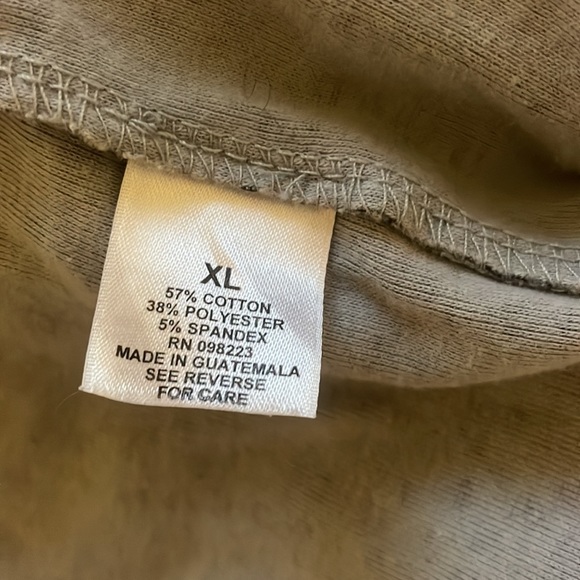 XL
57% COTTON
38% POLYESTER
5% SPANDEX
RN 098223
MADE IN GUATEMALA
SEE REVERSE
FOR CARE